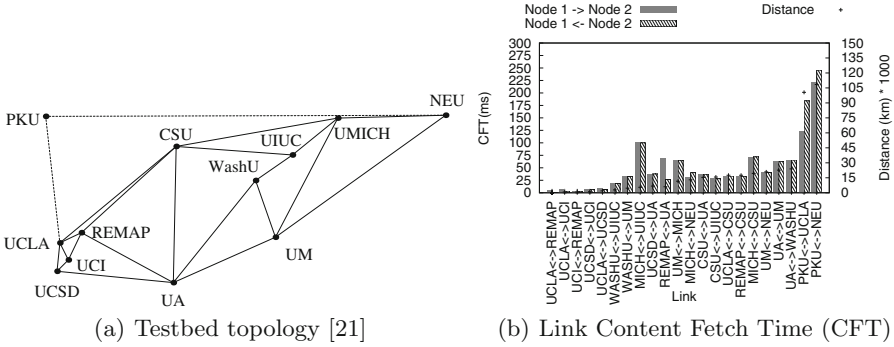 NEU
PKU
CSU
UIUC
UMICH
WashU
UCLA
REMAP
UCI
UM
UCSD
UA
(a) Testbed topology [21]
Node 1 -> Node 2
Node 1 <- Node 2
Distance
CFT(ms)
300
275
250
225
200
175
150
125
100
75
50
25
0
150
135
120
105
90
75
60
45
30
15
0
Distance (km) * 1000
UCLA<->REMAP
UCLA<->UCI
UCI<->REMAP
UCSD<->UCI
UCLA<->UCSD
WASHU<->UIUC
WASHU<->UM
MICH<->UIUC
UCSD<->UA
REMAP<->UA
UM<->MICH
MICH<->NEU
CSU<->UA
CSU<->UIUC
UCLA<->CSU
REMAP<->CSU
MICH<->CSU
UM<->NEU
UA<->UM
UA<->WASHU
PKU<->UCLA
PKU<->NEU
Link
(b) Link Content Fetch Time (CFT)